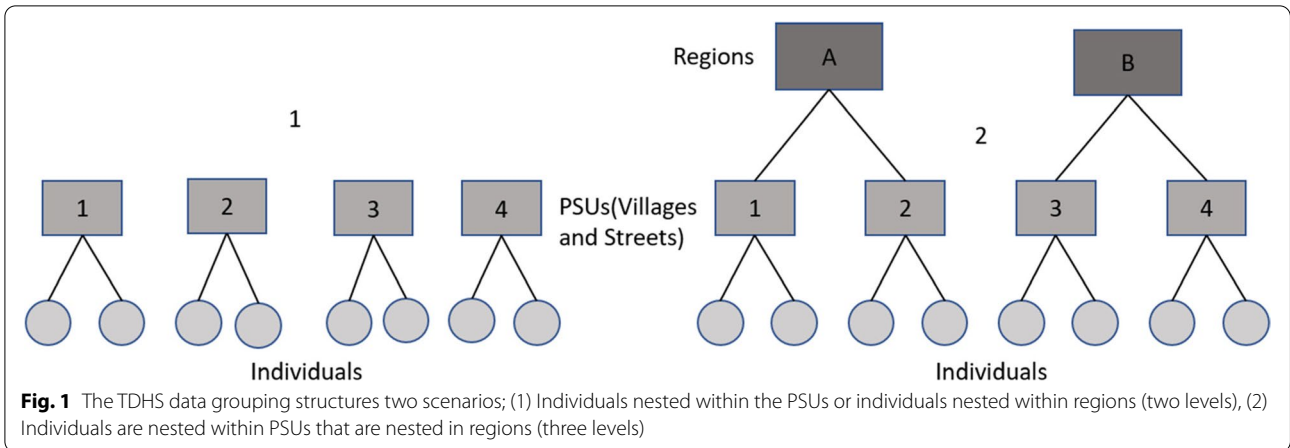 Regions
A
B
1
2
1
2
3
4
PSUs(Villages
and Streets)
1
2
3
4
Individuals
Individuals
Fig. 1 The TDHS data grouping structures two scenarios; (1) Individuals nested within the PSUs or individuals nested within regions (two levels), (2)
Individuals are nested within PSUs that are nested in regions (three levels)